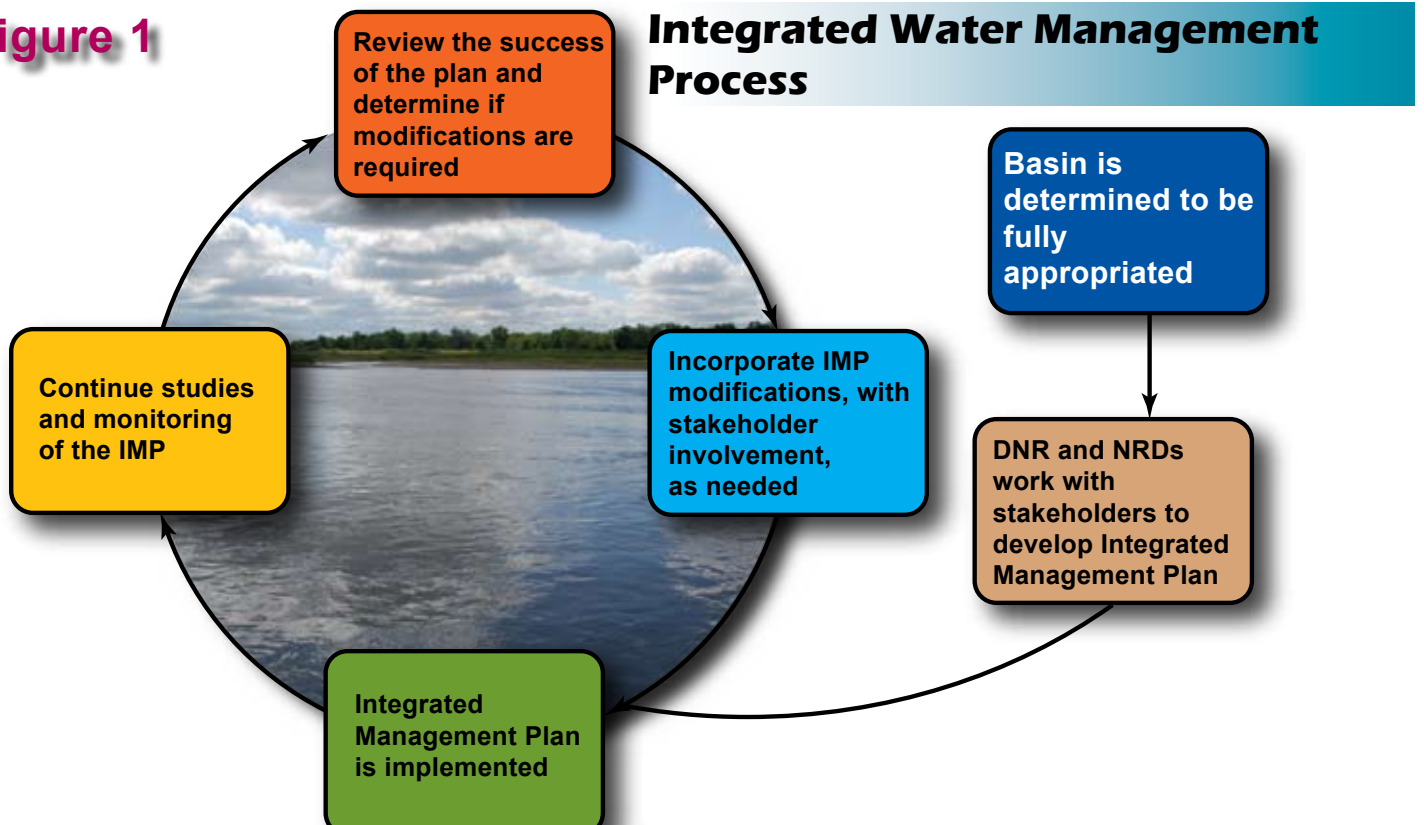 igure 1
Integrated Water Management
Process
Review the success
of the plan and
determine if
modifications are
required
Basin is
determined to be
fully
appropriated
Continue studies
and monitoring
of the IMP
Incorporate IMP
modifications, with
stakeholder
involvement,
as needed
DNR and NRDs
work with
stakeholders to
develop Integrated
Management Plan
Integrated
Management Plan
is implemented